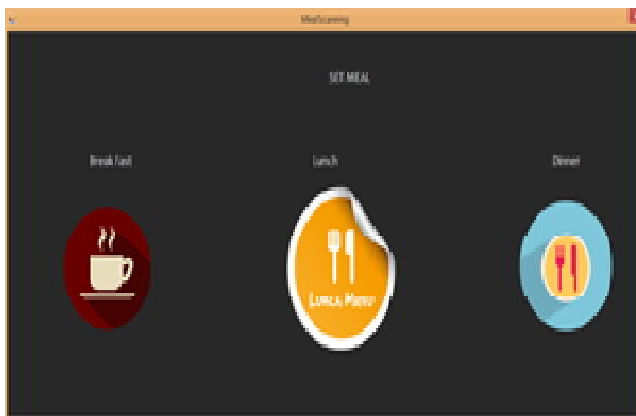 MealScanning
SET MEAL
Break Fast
Lunch
Dinner
LUNCH MENU